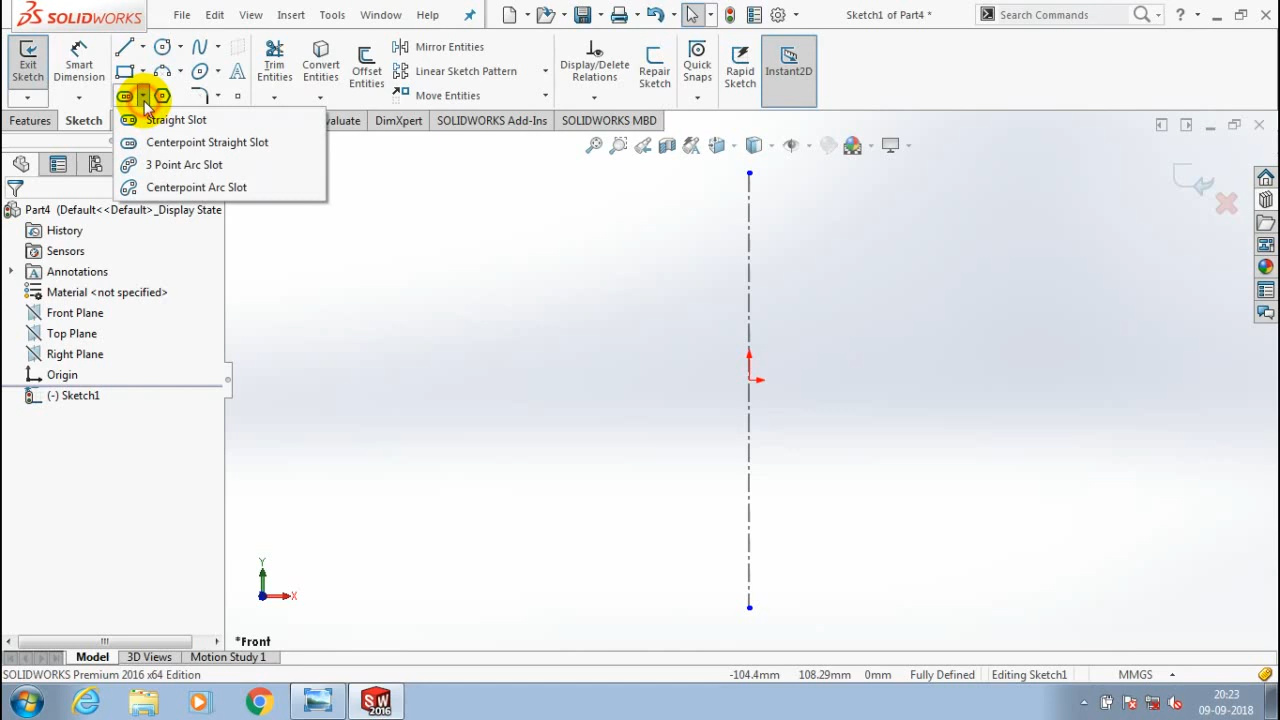 SOLIDWORKS
File Edit View Insert Tools Window Help
Sketch1 of Part4 *
Search Commands
?
Exit Sketch
Smart Dimension
Trim Entities
Convert Entities
Offset Entities
Mirror Entities
Linear Sketch Pattern
Move Entities
Display/Delete Relations
Repair Sketch
Quick Snaps
Rapid Sketch
Instant2D
Features Sketch valuate DimXpert SOLIDWORKS Add-Ins SOLIDWORKS MBD
Straight Slot
Centerpoint Straight Slot
3 Point Arc Slot
Centerpoint Arc Slot
Part4 (Default<<Default>_Display State
History
Sensors
Annotations
Material <not specified>
Front Plane
Top Plane
Right Plane
Origin
(-) Sketch1
Y
X
*Front
Model 3D Views Motion Study 1
SOLIDWORKS Premium 2016 x64 Edition
-104.4mm 108.29mm 0mm Fully Defined Editing Sketch1 MMGS
SW 2016
20:23
09-09-2018